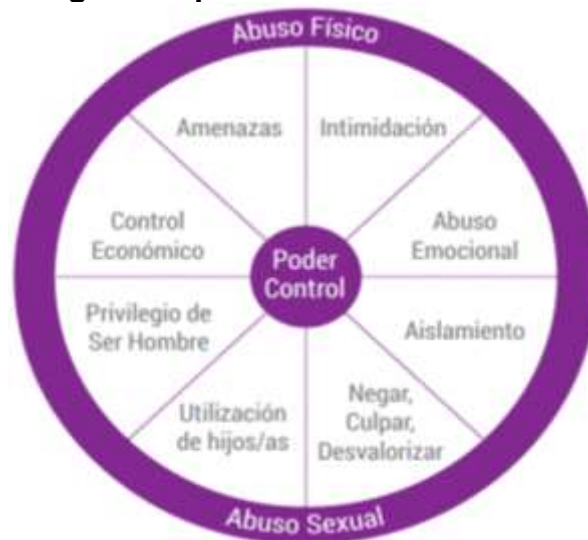 Abuso Físico
Amenazas
Intimidación
Control
Económico
Abuso
Emocional
Poder
Control
Privilegio de
Ser Hombre
Aislamiento
Utilización
de hijos/as
Negar,
Culpar,
Desvalorizar
Abuso Sexual